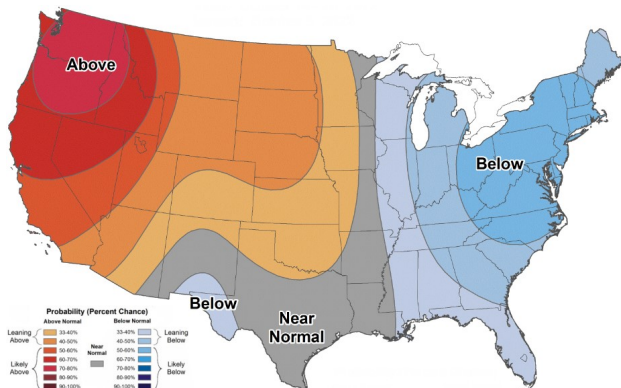 Above
Below
Below
Near
Normal
Probability (Percent Chance)
Above Normal
Below Normal
Leaning
Above
Likely
Above
33-40%
40-50%
50-60%
60-70%
70-80%
80-90%
90-100%
Near
Normal
33-40%
40-50%
50-60%
60-70%
70-80%
80-90%
90-100%
Leaning
Below
Likely
Below